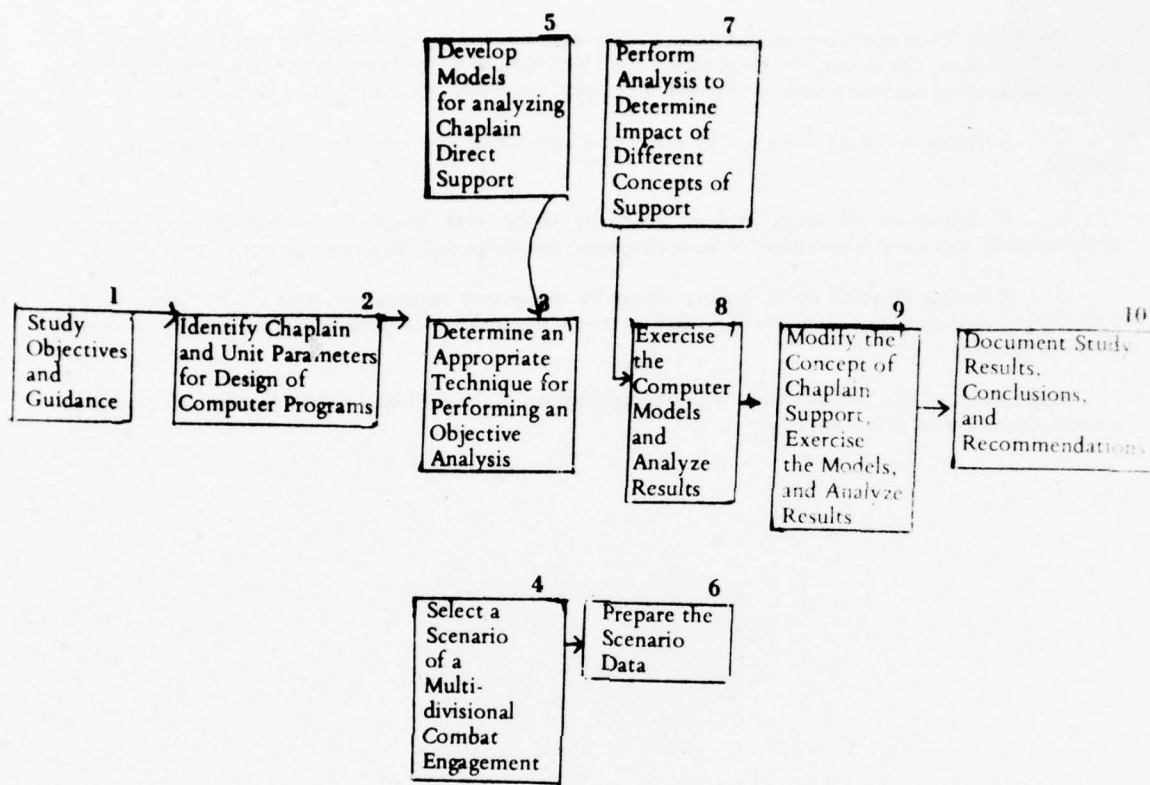 5
Develop
Models
for analyzing
Chaplain
Direct
Support
7
Perform
Analysis to
Determine
Impact of
Different
Concepts of
Support
1
Study
Objectives
and
Guidance
2
Identify Chaplain
and Unit Parameters
for Design of
Computer Programs
3
Determine an
Appropriate
Technique for
Performing an
Objective
Analysis
8
Exercise
the
Computer
Models
and
Analyze
Results
9
Modify the
Concept of
Chaplain
Support,
Exercise
the Models,
and Analyze
Results
10
Document Study
Results,
Conclusions,
and
Recommendations
4
Select a
Scenario
of a
Multi-
divisional
Combat
Engagement
6
Prepare the
Scenario
Data